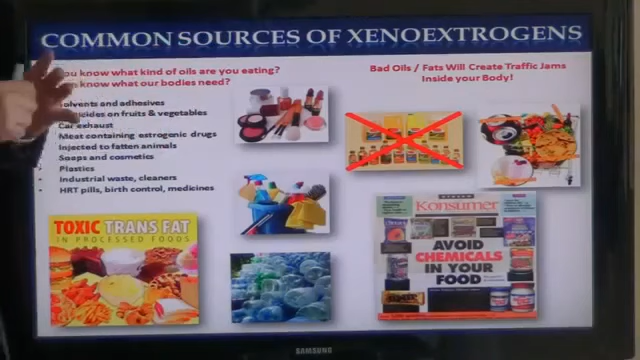 COMMON SOURCES OF XENOEXTROGENS
you know what kind of oils are you eating?
know what our bodies need?
Bad Oils / Fats Will Create Traffic Jams
Inside your Body!
Solvents and adhesives
on fruits & vegetables
Car exhaust
Meat containing estrogenic drugs
Injected to fatten animals
Soaps and cosmetics
Plastics
Industrial waste, cleaners
HRT pills, birth control, medicines
TOXIC TRANS FAT
IN PROCESSED FOODS
Konsumer
AVOID
CHEMICALS
IN YOUR
FOOD
SAMSUNG